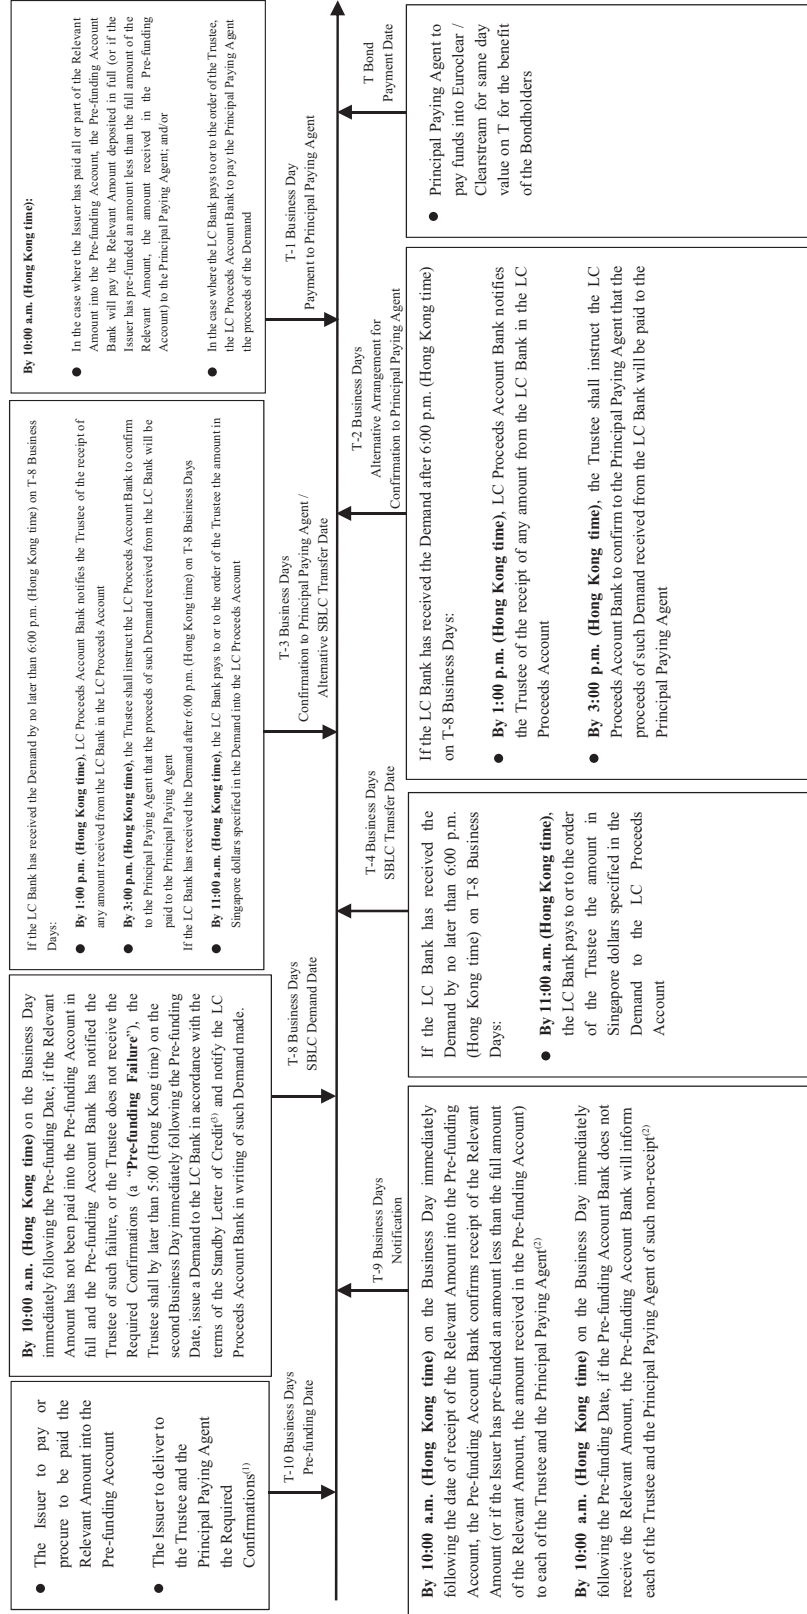 ● The Issuer to pay or
procure to be paid the
Relevant Amount into the
Pre-funding Account
● The Issuer to deliver to
the Trustee and the
Principal Paying Agent
the Required
Confirmations(1)
T-10 Business Days
Pre-funding Date
By 10:00 a.m. (Hong Kong time) on the Business Day
immediately following the Pre-funding Date, if the Relevant
Amount has not been paid into the Pre-funding Account in
full and the Pre-funding Account Bank has notified the
Trustee of such failure, or the Trustee does not receive the
Required Confirmations (a “Pre-funding Failure”), the
Trustee shall by later than 5:00 (Hong Kong time) on the
second Business Day immediately following the Pre-funding
Date, issue a Demand to the LC Bank in accordance with the
terms of the Standby Letter of Credit(3) and notify the LC
Proceeds Account Bank in writing of such Demand made.
T-8 Business Days
SBLC Demand Date
If the LC Bank has received the Demand by no later than 6:00 p.m. (Hong Kong time) on T-8 Business
Days:
● By 1:00 p.m. (Hong Kong time), LC Proceeds Account Bank notifies the Trustee of the receipt of
any amount received from the LC Bank in the LC Proceeds Account
● By 3:00 p.m. (Hong Kong time), the Trustee shall instruct the LC Proceeds Account Bank to confirm
to the Principal Paying Agent that the proceeds of such Demand received from the LC Bank will be
paid to the Principal Paying Agent
If the LC Bank has received the Demand after 6:00 p.m. (Hong Kong time) on T-8 Business Days
● By 11:00 a.m. (Hong Kong time), the LC Bank pays to or to the order of the Trustee the amount in
Singapore dollars specified in the Demand into the LC Proceeds Account
T-3 Business Days
Confirmation to Principal Paying Agent /
Alternative SBLC Transfer Date
By 10:00 a.m. (Hong Kong time):
● In the case where the Issuer has paid all or part of the Relevant
Amount into the Pre-funding Account, the Pre-funding Account
Bank will pay the Relevant Amount deposited in full (or if the
Issuer has pre-funded an amount less than the full amount of the
Relevant Amount, the amount received in the Pre-funding
Account) to the Principal Paying Agent; and/or
● In the case where the LC Bank pays to or to the order of the Trustee,
the LC Proceeds Account Bank to pay the Principal Paying Agent
the proceeds of the Demand
T-1 Business Day
Payment to Principal Paying Agent
T-9 Business Days
Notification
By 10:00 a.m. (Hong Kong time) on the Business Day immediately
following the date of receipt of the Relevant Amount into the Pre-funding
Account, the Pre-funding Account Bank confirms receipt of the Relevant
Amount (or if the Issuer has pre-funded an amount less than the full amount
of the Relevant Amount, the amount received in the Pre-funding Account)
to each of the Trustee and the Principal Paying Agent(2)
By 10:00 a.m. (Hong Kong time) on the Business Day immediately
following the Pre-funding Date, if the Pre-funding Account Bank does not
receive the Relevant Amount, the Pre-funding Account Bank will inform
each of the Trustee and the Principal Paying Agent of such non-receipt(2)
T-4 Business Days
SBLC Transfer Date
If the LC Bank has received the
Demand by no later than 6:00 p.m.
(Hong Kong time) on T-8 Business
Days:
● By 11:00 a.m. (Hong Kong time),
the LC Bank pays to or to the order
of the Trustee the amount in
Singapore dollars specified in the
Demand to the LC Proceeds
Account
T-2 Business Days
Alternative Arrangement for
Confirmation to Principal Paying Agent
If the LC Bank has received the Demand after 6:00 p.m. (Hong Kong time)
on T-8 Business Days:
● By 1:00 p.m. (Hong Kong time), LC Proceeds Account Bank notifies
the Trustee of the receipt of any amount from the LC Bank in the LC
Proceeds Account
● By 3:00 p.m. (Hong Kong time), the Trustee shall instruct the LC
Proceeds Account Bank to confirm to the Principal Paying Agent that the
proceeds of such Demand received from the LC Bank will be paid to the
Principal Paying Agent
T Bond
Payment Date
● Principal Paying Agent to
pay funds into Euroclear /
Clearstream for same day
value on T for the benefit
of the Bondholders